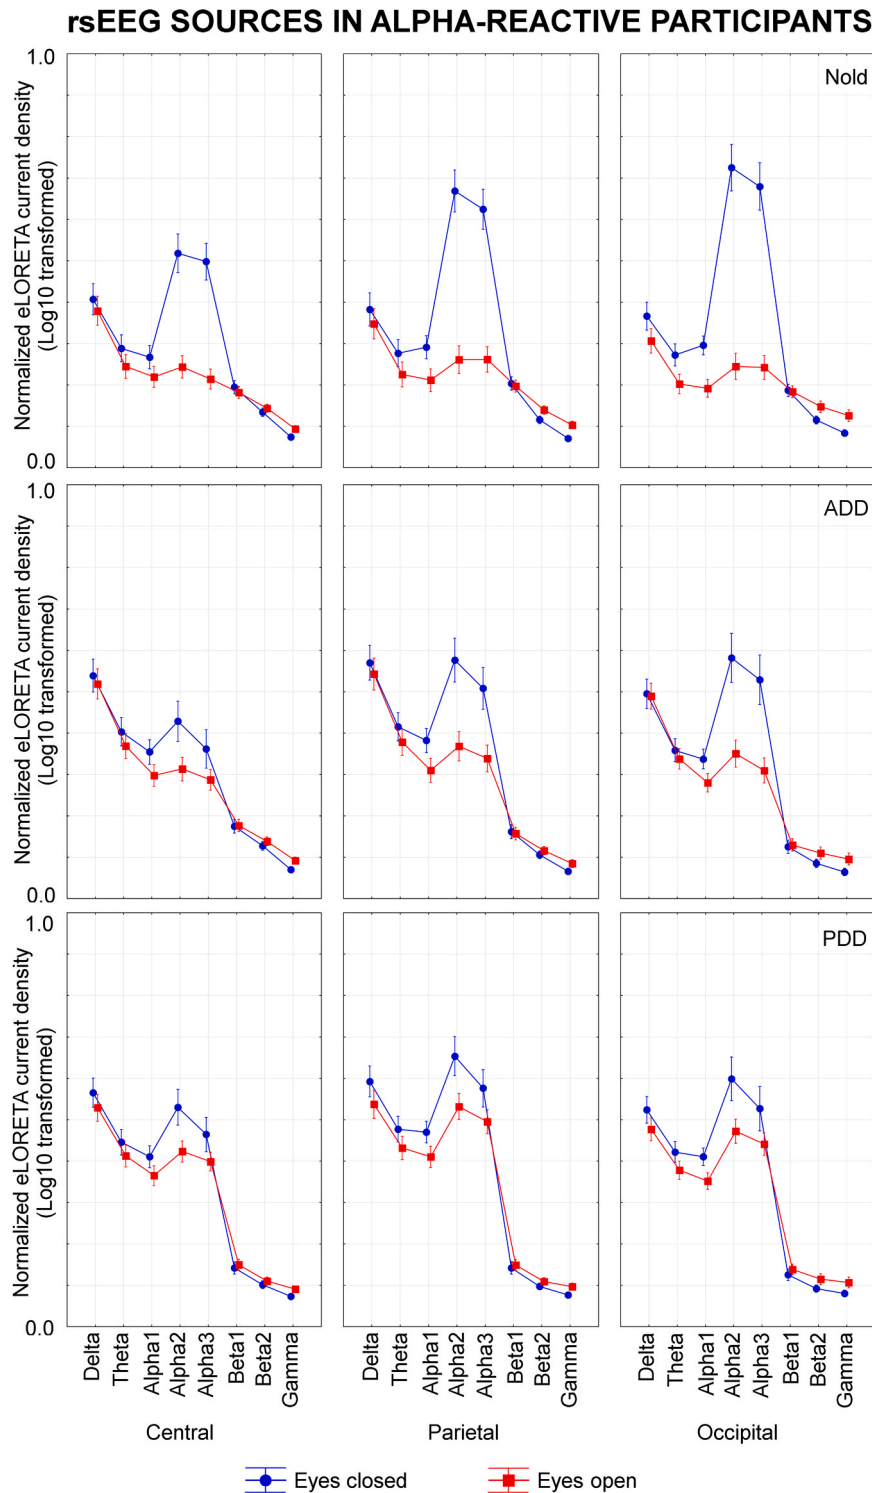 rsEEG SOURCES IN ALPHA-REACTIVE PARTICIPANTS
Normalized eLORETA current density
(Log10 transformed)
1.0
0.0
Nold
Normalized eLORETA current density
(Log10 transformed)
1.0
0.0
ADD
Normalized eLORETA current density
(Log10 transformed)
1.0
0.0
PDD
Delta
Theta
Alpha1
Alpha2
Alpha3
Beta1
Beta2
Gamma
Delta
Theta
Alpha1
Alpha2
Alpha3
Beta1
Beta2
Gamma
Delta
Theta
Alpha1
Alpha2
Alpha3
Beta1
Beta2
Gamma
Central
Parietal
Occipital
Eyes closed
Eyes open